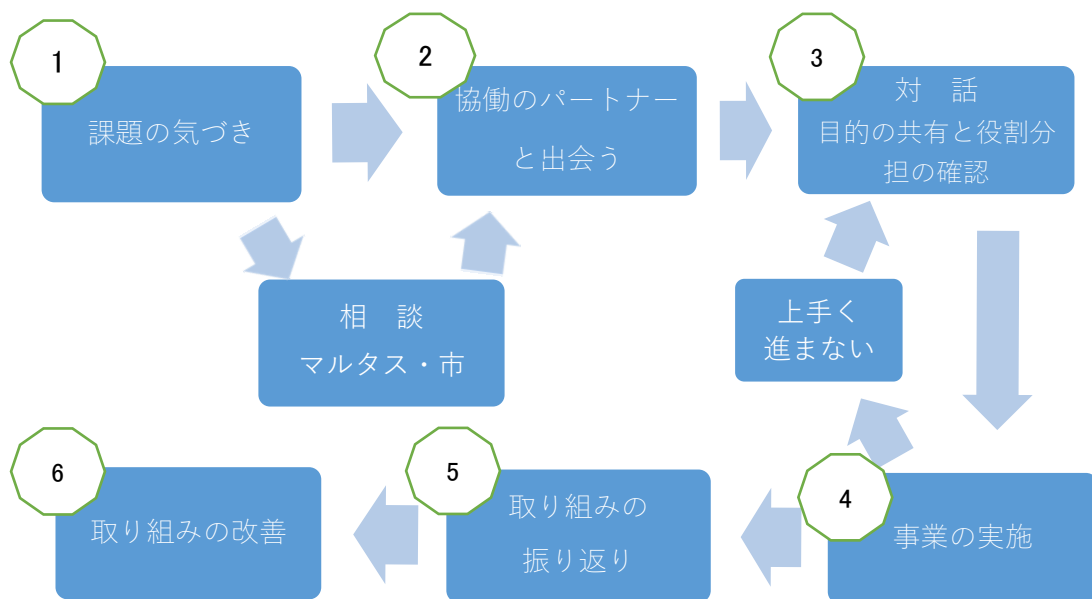 1
課題の気づき
2
協働のパートナー
と出会う
3
対　話
目的の共有と役割分
担の確認
相　談
マルタス・市
上手く
進まない
4
事業の実施
5
取り組みの
振り返り
6
取り組みの改善